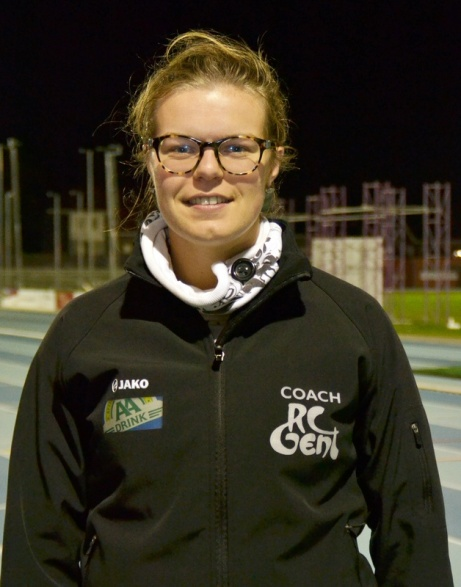 JAKO
AA
DRINK
COACH
RC
Gent